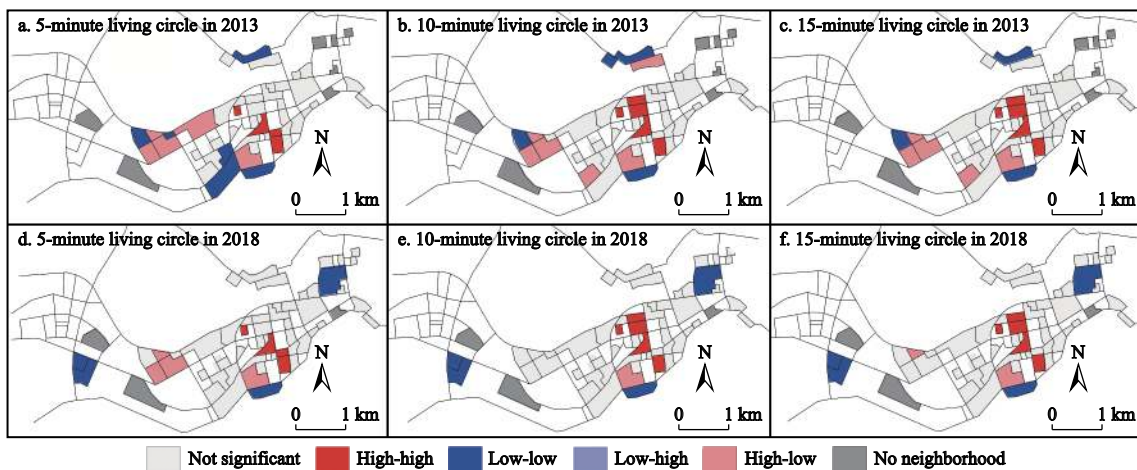 a. 5-minute living circle in 2013
b. 10-minute living circle in 2013
c. 15-minute living circle in 2013
N
0 1 km
N
0 1 km
N
0 1 km
d. 5-minute living circle in 2018
e. 10-minute living circle in 2018
f. 15-minute living circle in 2018
N
0 1 km
N
0 1 km
N
0 1 km
Not significant High-high Low-low Low-high High-low No neighborhood